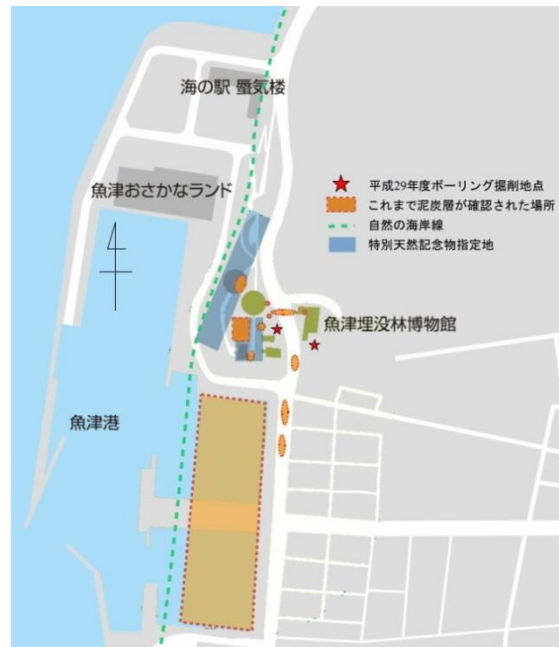 海の駅 蜃気楼
魚津おさかなランド
平成29年度ボーリング掘削地点
これまで泥炭層が確認された場所
自然の海岸線
特別天然記念物指定地
魚津埋没林博物館
魚津港